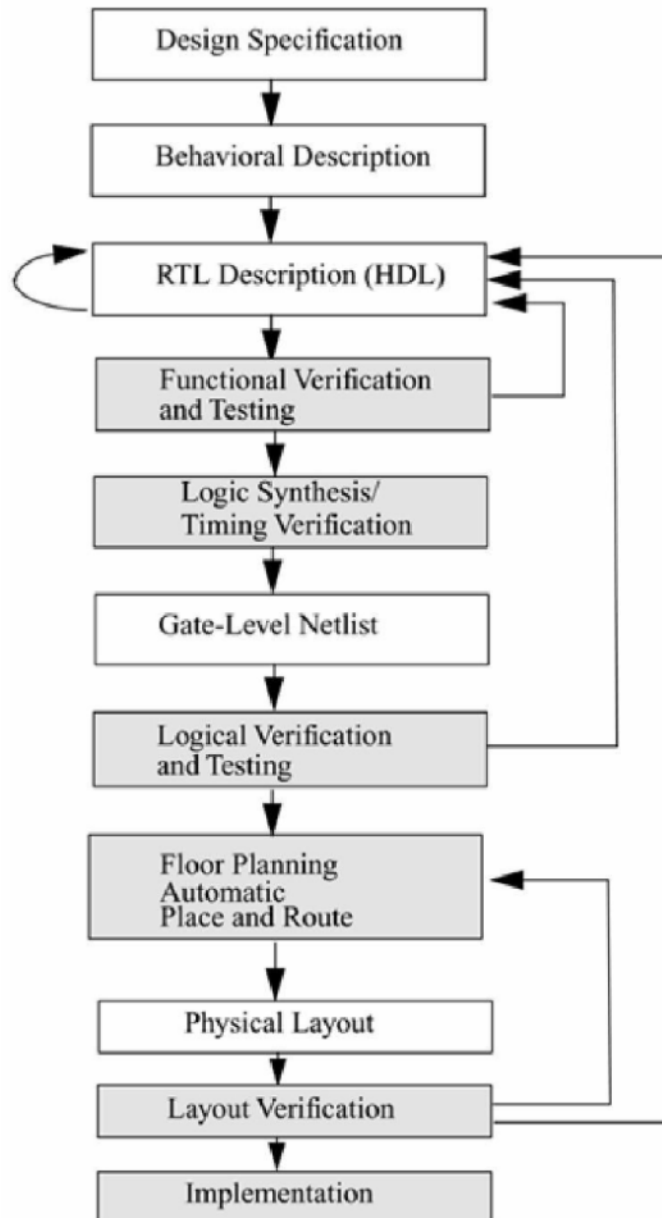 Design Specification
Behavioral Description
RTL Description (HDL)
Functional Verification
and Testing
Logic Synthesis/
Timing Verification
Gate-Level Netlist
Logical Verification
and Testing
Floor Planning
Automatic
Place and Route
Physical Layout
Layout Verification
Implementation